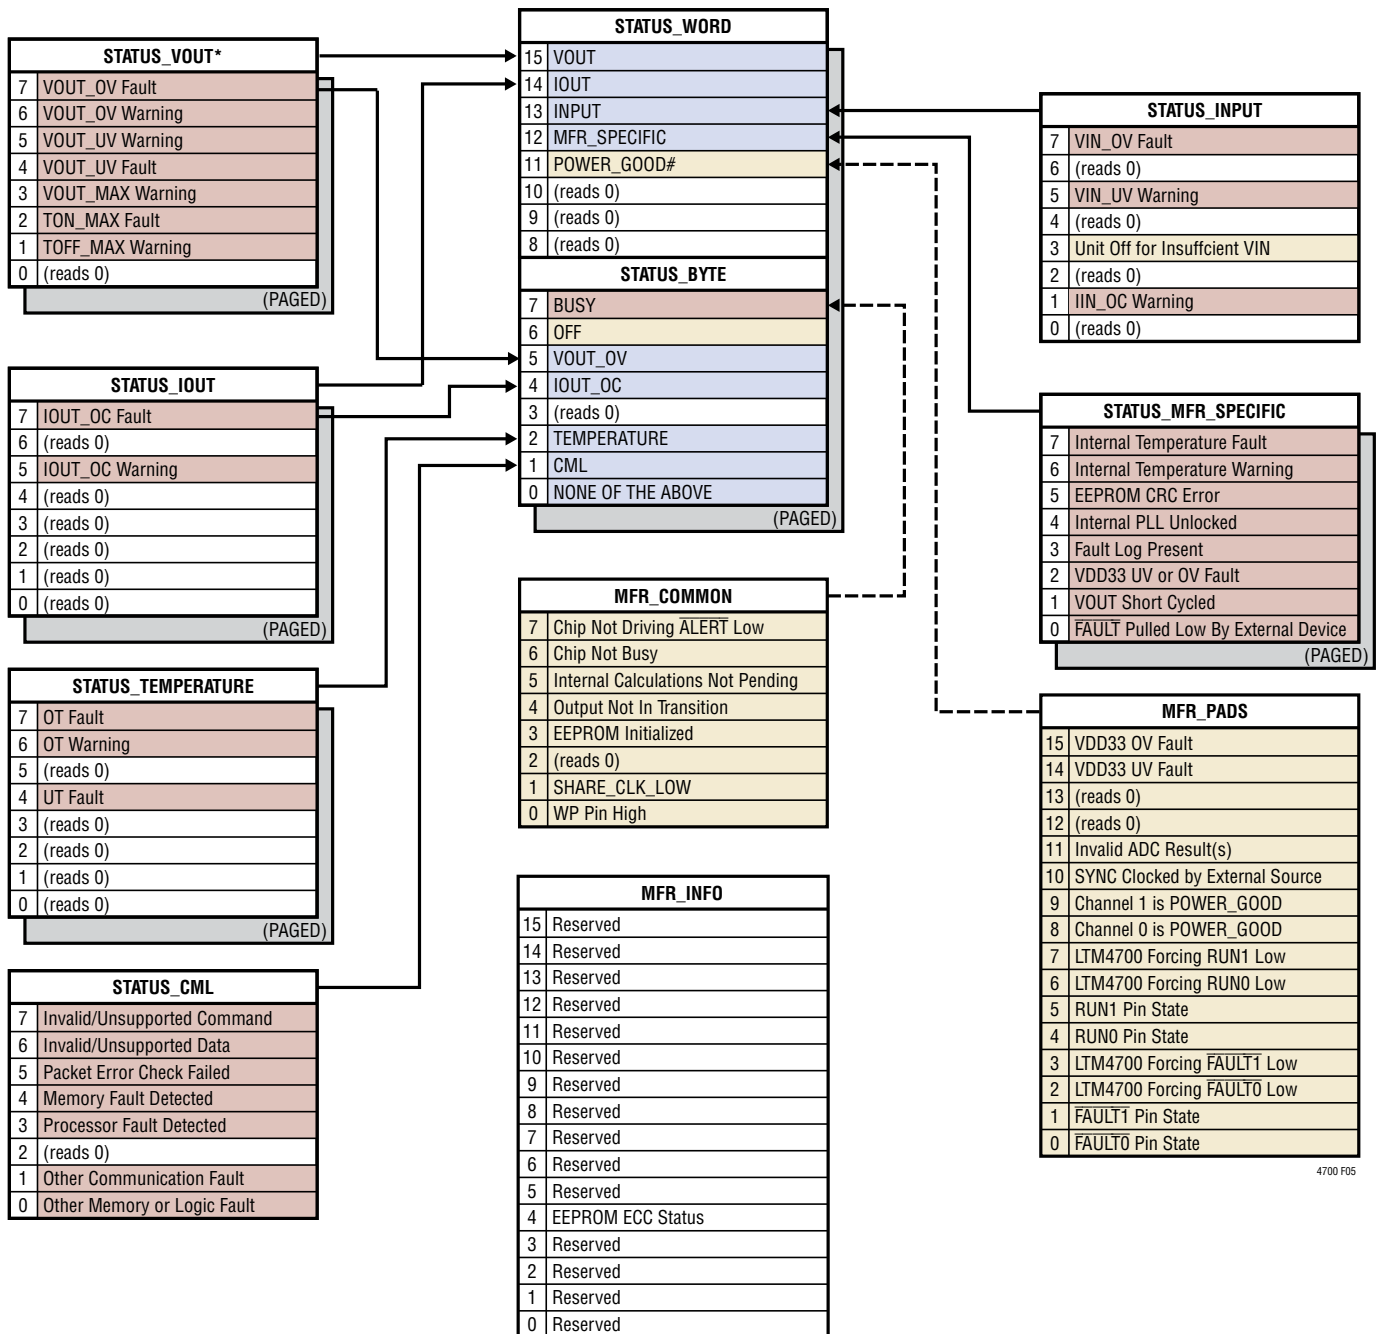 STATUS_VOUT*
7 VOUT_OV Fault
6 VOUT_OV Warning
5 VOUT_UV Warning
4 VOUT_UV Fault
3 VOUT_MAX Warning
2 TON_MAX Fault
1 TOFF_MAX Warning
0 (reads 0)
(PAGED)
STATUS_IOUT
7 IOUT_OC Fault
6 (reads 0)
5 IOUT_OC Warning
4 (reads 0)
3 (reads 0)
2 (reads 0)
1 (reads 0)
0 (reads 0)
(PAGED)
STATUS_TEMPERATURE
7 OT Fault
6 OT Warning
5 (reads 0)
4 UT Fault
3 (reads 0)
2 (reads 0)
1 (reads 0)
0 (reads 0)
(PAGED)
STATUS_CML
7 Invalid/Unsupported Command
6 Invalid/Unsupported Data
5 Packet Error Check Failed
4 Memory Fault Detected
3 Processor Fault Detected
2 (reads 0)
1 Other Communication Fault
0 Other Memory or Logic Fault
STATUS_WORD
15 VOUT
14 IOUT
13 INPUT
12 MFR_SPECIFIC
11 POWER_GOOD#
10 (reads 0)
9 (reads 0)
8 (reads 0)
STATUS_BYTE
7 BUSY
6 OFF
5 VOUT_OV
4 IOUT_OC
3 (reads 0)
2 TEMPERATURE
1 CML
0 NONE OF THE ABOVE
(PAGED)
MFR_COMMON
7 Chip Not Driving ALERT Low
6 Chip Not Busy
5 Internal Calculations Not Pending
4 Output Not In Transition
3 EEPROM Initialized
2 (reads 0)
1 SHARE_CLK_LOW
0 WP Pin High
MFR_INFO
15 Reserved
14 Reserved
13 Reserved
12 Reserved
11 Reserved
10 Reserved
9 Reserved
8 Reserved
7 Reserved
6 Reserved
5 Reserved
4 EEPROM ECC Status
3 Reserved
2 Reserved
1 Reserved
0 Reserved
STATUS_INPUT
7 VIN_OV Fault
6 (reads 0)
5 VIN_UV Warning
4 (reads 0)
3 Unit Off for Insuffcient VIN
2 (reads 0)
1 IIN_OC Warning
0 (reads 0)
STATUS_MFR_SPECIFIC
7 Internal Temperature Fault
6 Internal Temperature Warning
5 EEPROM CRC Error
4 Internal PLL Unlocked
3 Fault Log Present
2 VDD33 UV or OV Fault
1 VOUT Short Cycled
0 FAULT Pulled Low By External Device
(PAGED)
MFR_PADS
15 VDD33 OV Fault
14 VDD33 UV Fault
13 (reads 0)
12 (reads 0)
11 Invalid ADC Result(s)
10 SYNC Clocked by External Source
9 Channel 1 is POWER_GOOD
8 Channel 0 is POWER_GOOD
7 LTM4700 Forcing RUN1 Low
6 LTM4700 Forcing RUN0 Low
5 RUN1 Pin State
4 RUN0 Pin State
3 LTM4700 Forcing FAULT1 Low
2 LTM4700 Forcing FAULT0 Low
1 FAULT1 Pin State
0 FAULT0 Pin State
4700 F05